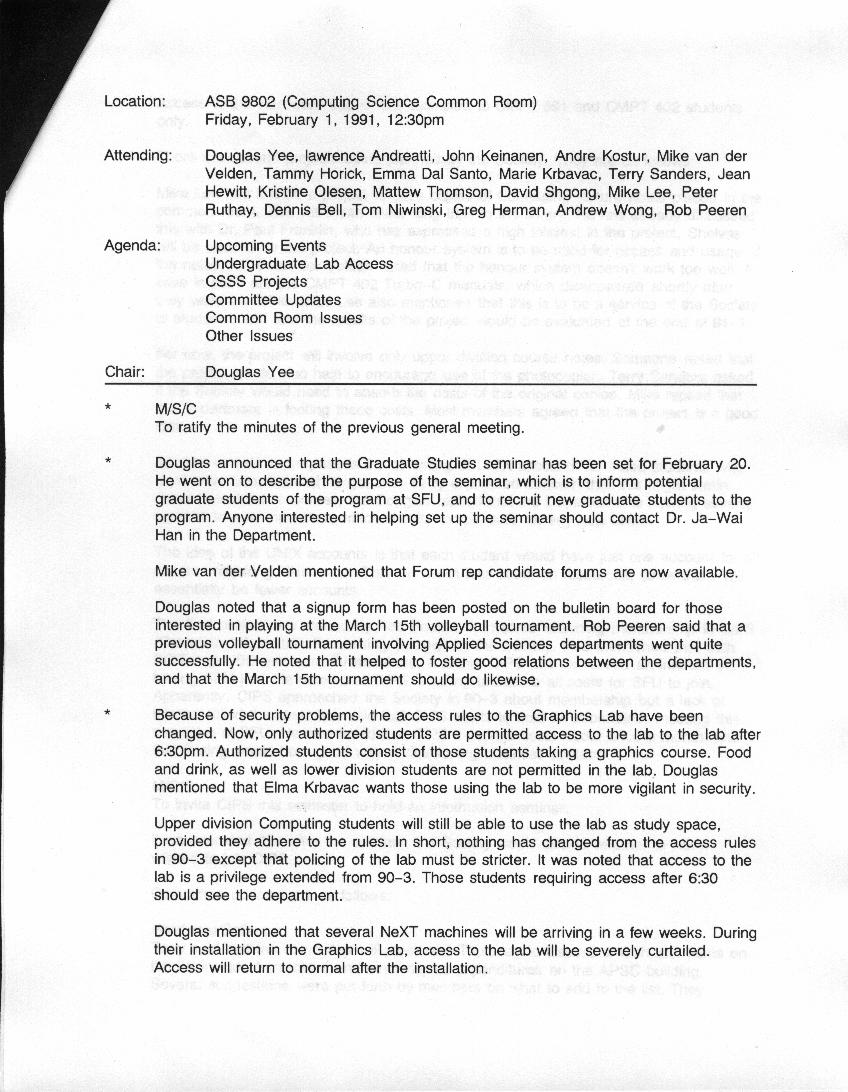 Location: ASB 9802 (Computing Science Common Room)
Friday, February 1, 1991, 12:30pm
Attending: Douglas Yee, lawrence Andreatti, John Keinanen, Andre Kostur, Mike van der
Velden, Tammy Horick, Emma Dal Santo, Marie Krbavac, Terry Sanders, Jean
Hewitt, Kristine Olesen, Mattew Thomson, David Shgong, Mike Lee, Peter
Ruthay, Dennis Bell, Tom Niwinski, Greg Herman, Andrew Wong, Rob Peeren
Agenda: Upcoming Events
Undergraduate Lab Access
CSSS Projects
Committee Updates
Common Room Issues
Other Issues
Chair: Douglas Yee
* M/S/C
To ratify the minutes of the previous general meeting.
* Douglas announced that the Graduate Studies seminar has been set for February 20.
He went on to describe the purpose of the seminar, which is to inform potential
graduate students of the program at SFU, and to recruit new graduate students to the
program. Anyone interested in helping set up the seminar should contact Dr. Ja-Wai
Han in the Department.
Mike van der Velden mentioned that Forum rep candidate forums are now available.
Douglas noted that a signup form has been posted on the bulletin board for those
interested in playing at the March 15th volleyball tournament. Rob Peeren said that a
previous volleyball tournament involving Applied Sciences departments went quite
successfully. He noted that it helped to foster good relations between the departments,
and that the March 15th tournament should do likewise.
* Because of security problems, the access rules to the Graphics Lab have been
changed. Now, only authorized students are permitted access to the lab to the lab after
6:30pm. Authorized students consist of those students taking a graphics course. Food
and drink, as well as lower division students are not permitted in the lab. Douglas
mentioned that Elma Krbavac wants those using the lab to be more vigilant in security.
Upper division Computing students will still be able to use the lab as study space,
provided they adhere to the rules. In short, nothing has changed from the access rules
in 90-3 except that policing of the lab must be stricter. It was noted that access to the
lab is a privilege extended from 90-3. Those students requiring access after 6:30
should see the department.
Douglas mentioned that several NeXT machines will be arriving in a few weeks. During
their installation in the Graphics Lab, access to the lab will be severely curtailed.
Access will return to normal after the installation.